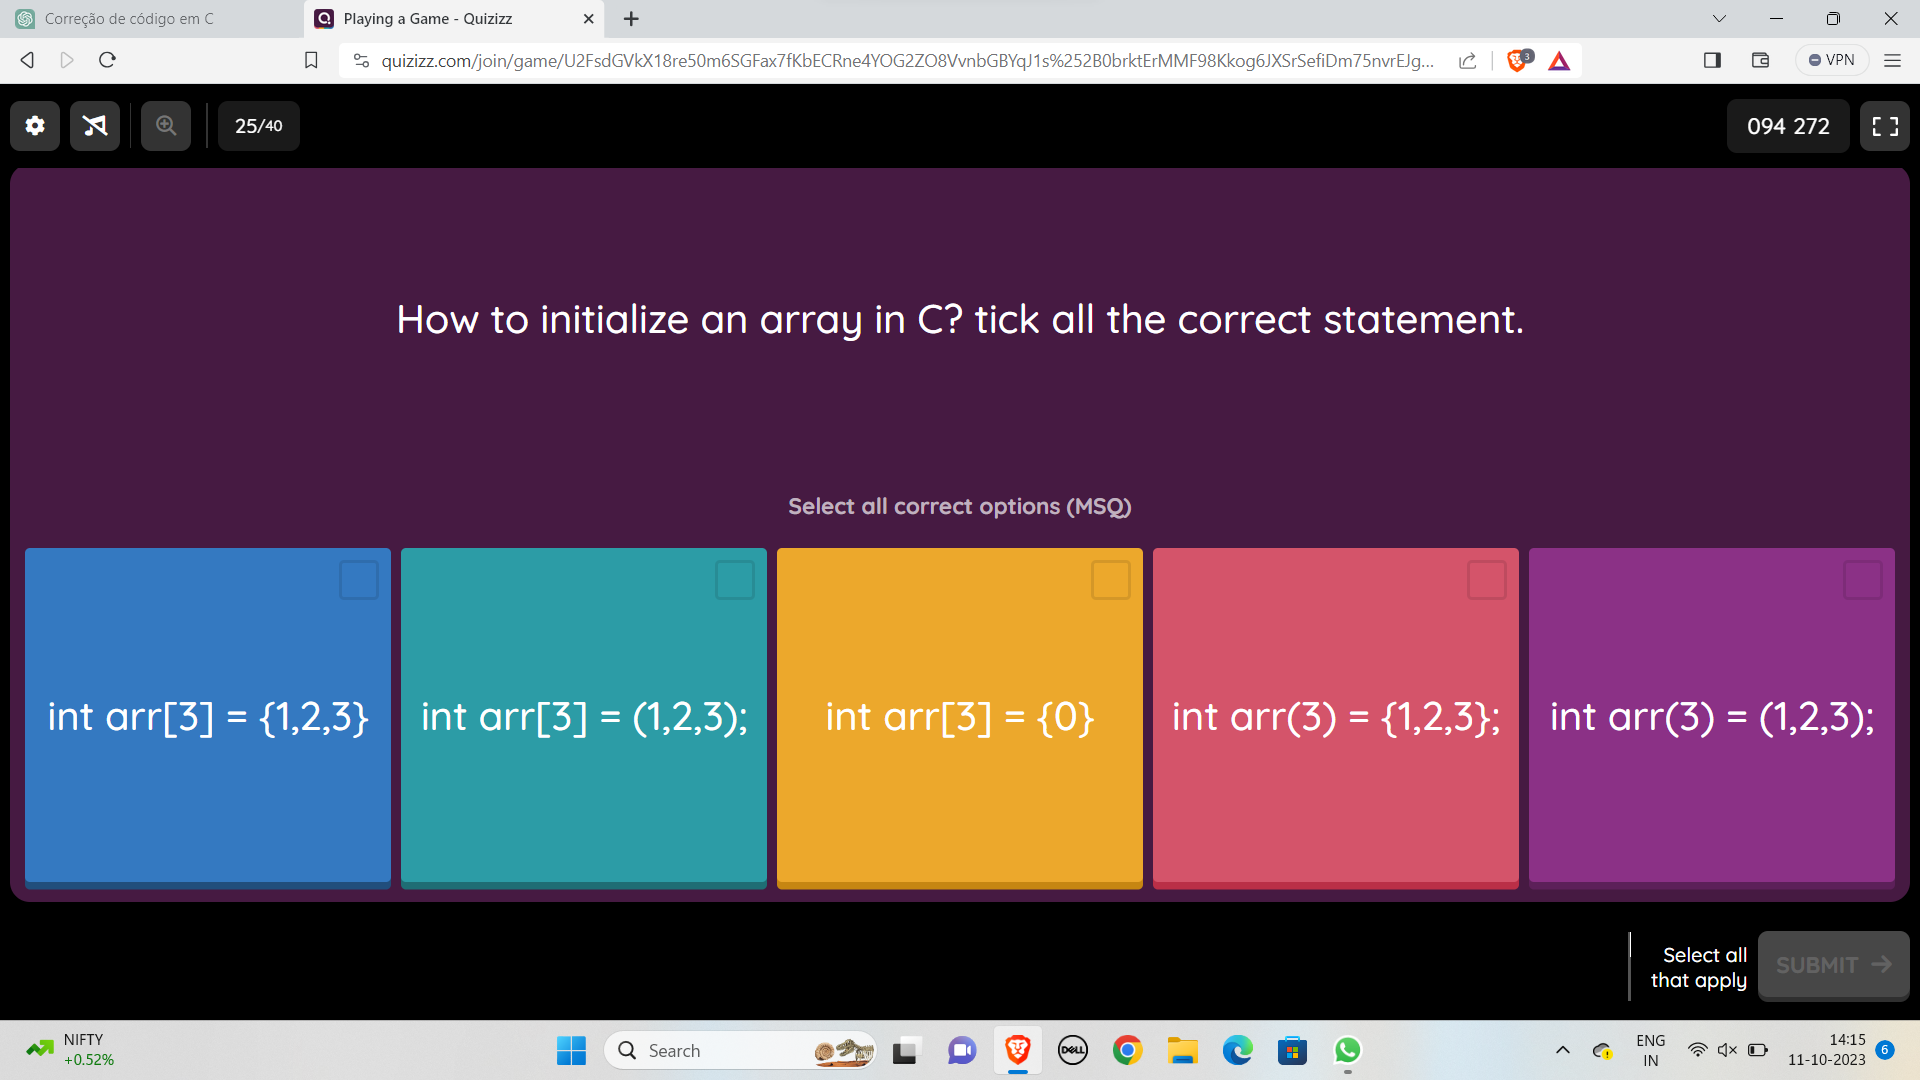 Correção de código em C
Playing a Game - Quizizz
quizizz.com/join/game/U2FsdGVkX18re50m6SGFax7fKbECRne4YOG2ZO8VvnbGBYqJ1s%252B0brktErMMF98Kkog6JXSrSefiDm75nvrEJg...
3
VPN
25/40
094 272
How to initialize an array in C? tick all the correct statement.
Select all correct options (MSQ)
int arr[3] = {1,2,3}
int arr[3] = (1,2,3);
int arr[3] = {0}
int arr(3) = {1,2,3};
int arr(3) = (1,2,3);
Select all
that apply
SUBMIT
NIFTY
+0.52%
Search
DELL
ENG
IN
14:15
11-10-2023
6